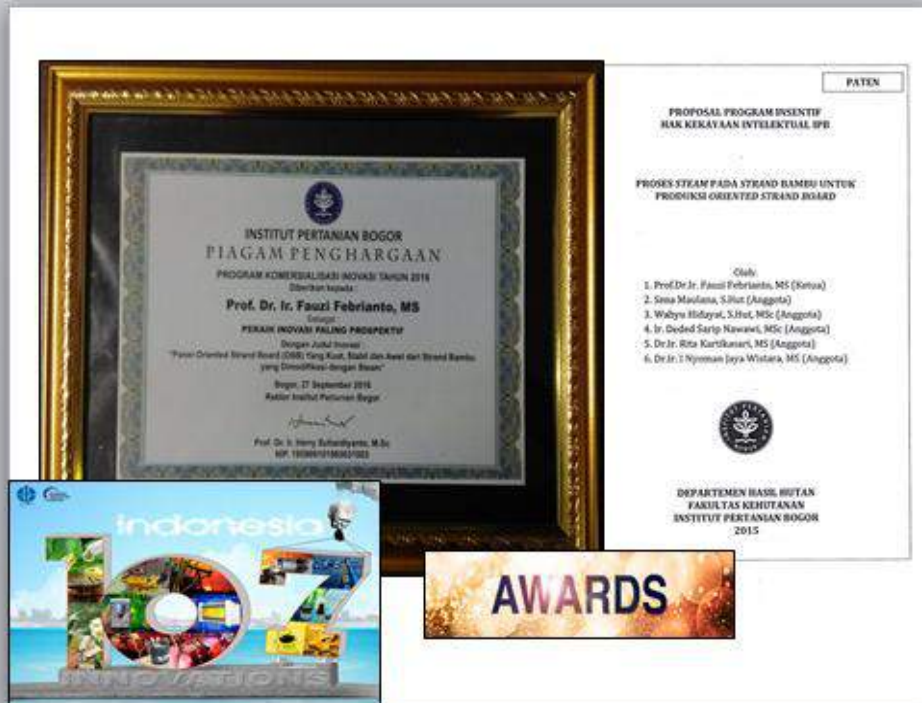 INSTITUT PERTANIAN BOGOR
PIAGAM PENGHARGAAN
PROGRAM KOMERSIALISASI INOVASI TAHUN 2016
Diberikan kepada :
Prof. Dr. Ir. Fauzi Febrianto, MS
Sebagai
PERAIH INOVASI PALING PROSPEKTIF
Dengan Judul Inovasi :
"Panel Oriented Strand Board (OSB) Yang Kuat, Stabil dan Awet dari Strand Bambu
yang Dimodifikasi dengan Steam"
Bogor, 27 September 2016
Rektor Institut Pertanian Bogor
Prof. Dr. Ir. Herry Suhardiyanto, M.Sc
NIP.
PATEN
PROPOSAL PROGRAM INSENTIF
HAK KEKAYAAN INTELEKTUAL IPB
PROSES STEAM PADA STRAND BAMBU UNTUK
PRODUKSI ORIENTED STRAND BOARD
Oleh:
1. Prof.Dr.Ir. Fauzi Febrianto, MS (Ketua)
2. Sena Maulana, S.Hut (Anggota)
3. Wahyu Hidayat, S.Hut, MSc (Anggota)
4. Ir. Deded Sarip Nawawi, MSc (Anggota)
5. Dr.Ir. Rita Kartikasari, MS (Anggota)
6. Dr.Ir. I Nyoman Jaya Wistara, MS (Anggota)
INSTITUT PERTANIAN
BOGOR
DEPARTEMEN HASIL HUTAN
FAKULTAS KEHUTANAN
INSTITUT PERTANIAN BOGOR
2015
indonesia
107
INNOVATIONS
AWARDS